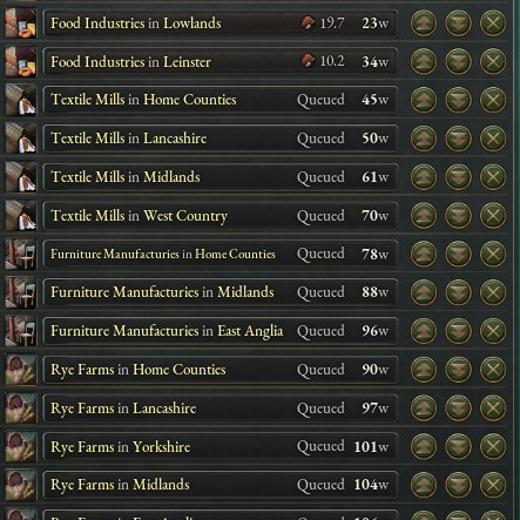 Food Industries in Lowlands 19.7 23w
Food Industries in Leinster 10.2 34w
Textile Mills in Home Counties Queued 45w
Textile Mills in Lancashire Queued 50w
Textile Mills in Midlands Queued 61w
Textile Mills in West Country Queued 70w
Furniture Manufacturies in Home Counties Queued 78w
Furniture Manufacturies in Midlands Queued 88w
Furniture Manufacturies in East Anglia Queued 96w
Rye Farms in Home Counties Queued 90w
Rye Farms in Lancashire Queued 97w
Rye Farms in Yorkshire Queued 101w
Rye Farms in Midlands Queued 104w